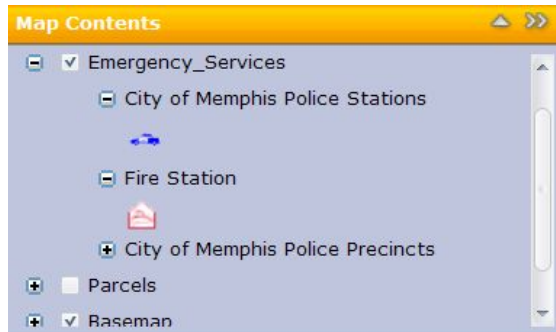 Map Contents
Emergency_Services
City of Memphis Police Stations
Fire Station
City of Memphis Police Precincts
Parcels
Basemap